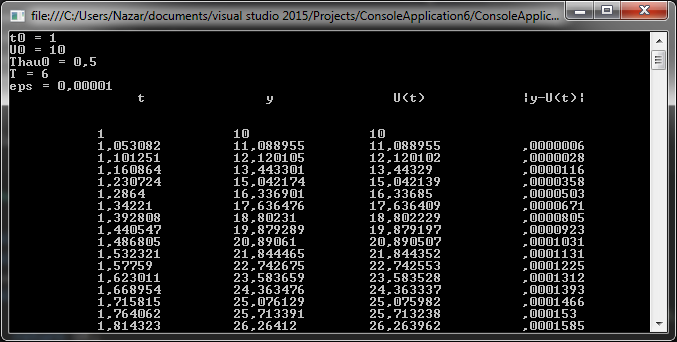 file:///C:/Users/Nazar/documents/visual studio 2015/Projects/ConsoleApplication6/ConsoleApplic...
t0 = 1
U0 = 10
Thau0 = 0,5
T = 6
eps = 0,00001
t y U(t) |y-U(t)|
1 10 10
1,053082 11,088955 11,088955 ,0000006
1,101251 12,120105 12,120102 ,0000028
1,160864 13,443301 13,44329 ,0000116
1,230724 15,042174 15,042139 ,0000358
1,2864 16,336901 16,33685 ,0000503
1,34221 17,636476 17,636409 ,0000671
1,392808 18,80231 18,802229 ,0000805
1,440547 19,879289 19,879197 ,0000923
1,486805 20,89061 20,890507 ,0001031
1,532321 21,844465 21,844352 ,0001131
1,57759 22,742675 22,742553 ,0001225
1,623011 23,583659 23,583528 ,0001312
1,668954 24,363476 24,363337 ,0001393
1,715815 25,076129 25,075982 ,0001466
1,764062 25,713391 25,713238 ,000153
1,814323 26,26412 26,263962 ,0001585